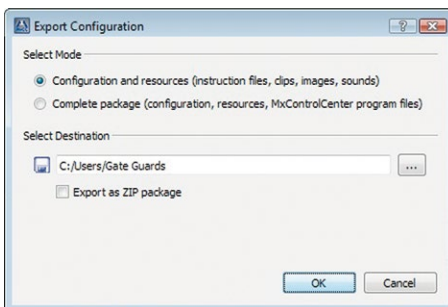 Export Configuration
Select Mode
Configuration and resources (instruction files, clips, images, sounds)
Complete package (configuration, resources, MxControlCenter program files)
Select Destination
C:/Users/Gate Guards
...
Export as ZIP package
OK
Cancel